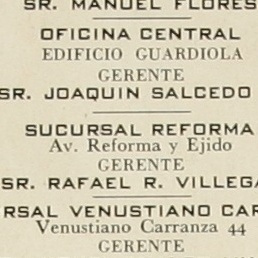 SR. MANUEL FLORES
OFICINA CENTRAL
EDIFICIO GUARDIOLA
GERENTE
SR. JOAQUIN SALCEDO
SUCURSAL REFORMA
Av. Reforma y Ejido
GERENTE
SR. RAFAEL R. VILLEGA
RSAL VENUSTIANO CAR
Venustiano Carranza 44
GERENTE